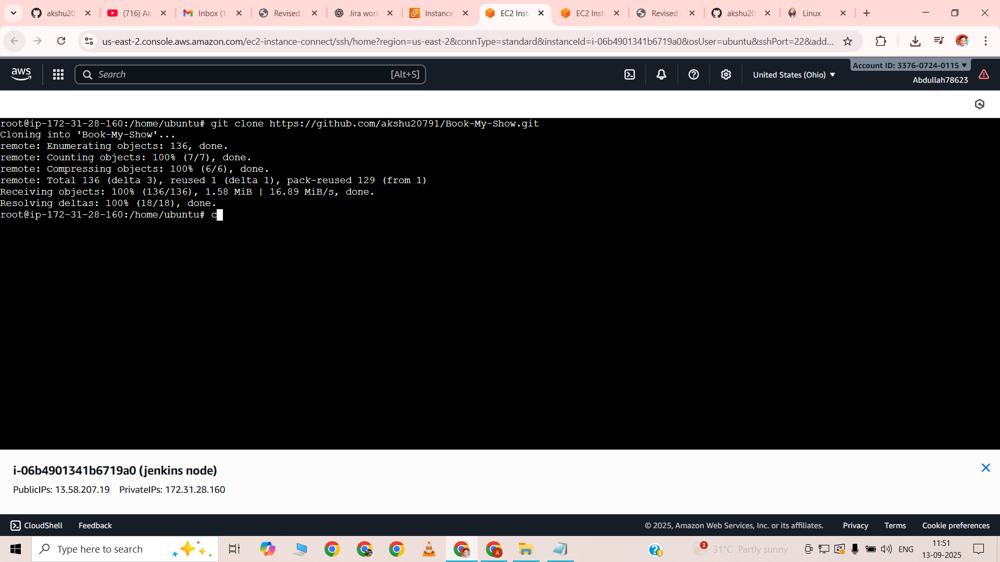 akshu20
(716) Ak
Inbox (1
Revised
Jira work
Instance
EC2 Insta
EC2 Insta
Revised
akshu20
Linux
us-east-2.console.aws.amazon.com/ec2-instance-connect/ssh/home?region=us-east-2&connType=standard&instanceId=i-06b4901341b6719a0&osUser=ubuntu&sshPort=22&add...
aws
Search
[Alt+S]
United States (Ohio)
Account ID: 3376-0724-0115
Abdullah78623
root@ip-172-31-28-160:/home/ubuntu# git clone https://github.com/akshu20791/Book-My-Show.git
Cloning into 'Book-My-Show'...
remote: Enumerating objects: 136, done.
remote: Counting objects: 100% (7/7), done.
remote: Compressing objects: 100% (6/6), done.
remote: Total 136 (delta 3), reused 1 (delta 1), pack-reused 129 (from 1)
Receiving objects: 100% (136/136), 1.58 MiB | 16.89 MiB/s, done.
Resolving deltas: 100% (18/18), done.
root@ip-172-31-28-160:/home/ubuntu# c
i-06b4901341b6719a0 (jenkins node)
PublicIPs: 13.58.207.19 PrivateIPs: 172.31.28.160
CloudShell
Feedback
© 2025, Amazon Web Services, Inc. or its affiliates.
Privacy
Terms
Cookie preferences
Type here to search
A
3
31°C Partly sunny
ENG
11:51
13-09-2025